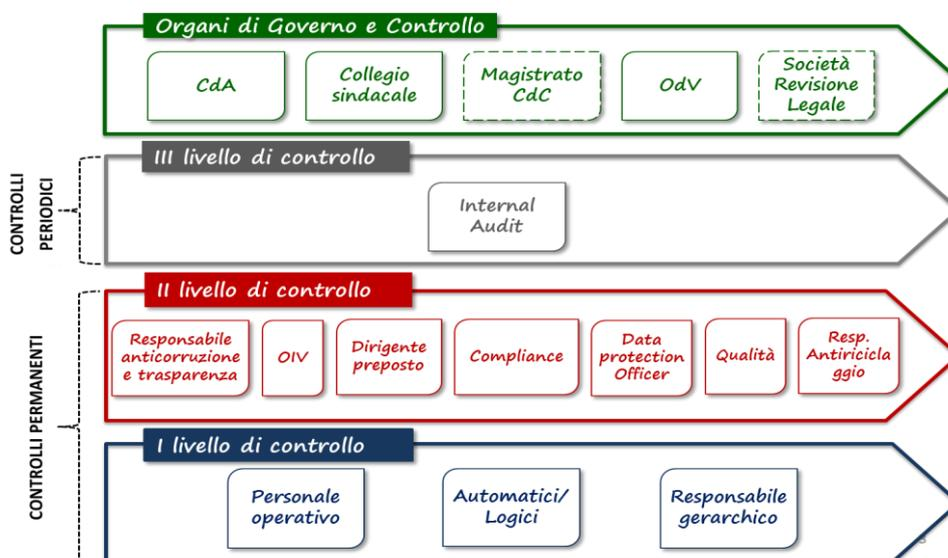 Organi di Governo e Controllo
CdA
Collegio
sindacale
Magistrato
CdC
OdV
Società
Revisione
Legale
CONTROLLI
PERIODICI
III livello di controllo
Internal
Audit
CONTROLLI PERMANENTI
II livello di controllo
Responsabile
anticorruzione
e trasparenza
OIV
Dirigente
preposto
Compliance
Data
protection
Officer
Qualità
Resp.
Antiricicla
ggio
I livello di controllo
Personale
operativo
Automatici/
Logici
Responsabile
gerarchico